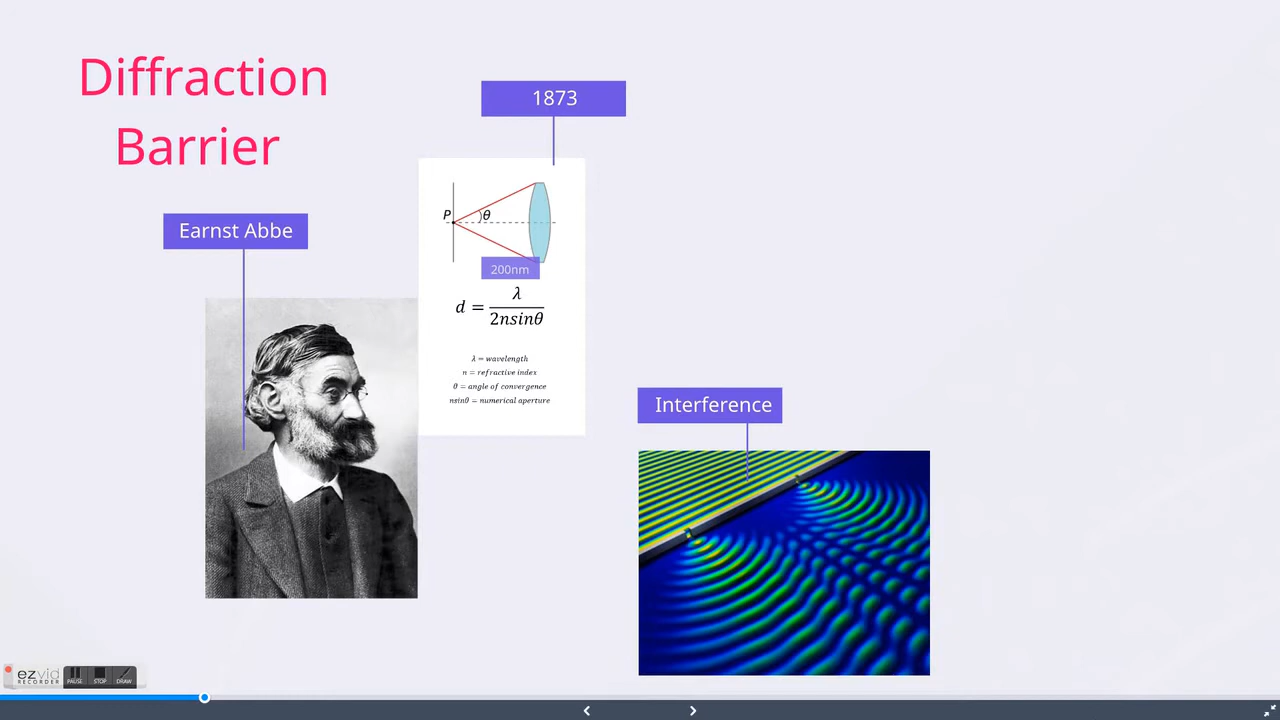 Diffraction
Barrier
1873
Earnst Abbe
P
θ
200nm
d = λ / 2nsinθ
λ = wavelength
n = refractive index
θ = angle of convergence
nsinθ = numerical aperture
Interference
ezvid
RECORDER
PAUSE
STOP
DRAW